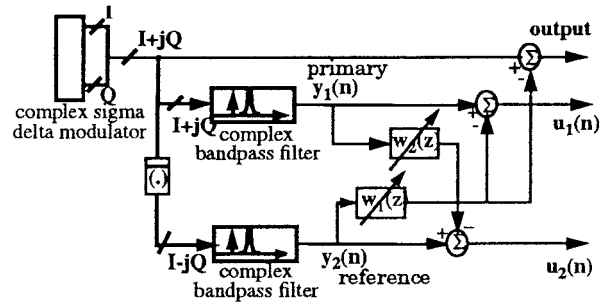 I
I+jQ
output
Σ
+
-
Q
complex sigma
delta modulator
primary
y1(n)
I+jQ
complex
bandpass filter
+
-
Σ
u1(n)
w2(z)
(.)
w1(z)
I-jQ
complex
bandpass filter
y2(n)
reference
+
-
Σ
u2(n)